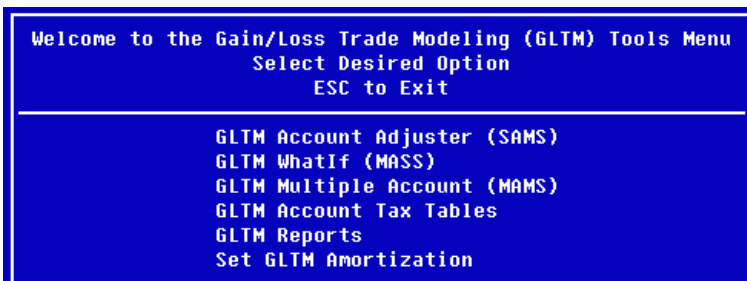 Welcome to the Gain/Loss Trade Modeling (GLTM) Tools Menu
Select Desired Option
ESC to Exit
GLTM Account Adjuster (SAMS)
GLTM WhatIf (MASS)
GLTM Multiple Account (MAMS)
GLTM Account Tax Tables
GLTM Reports
Set GLTM Amortization